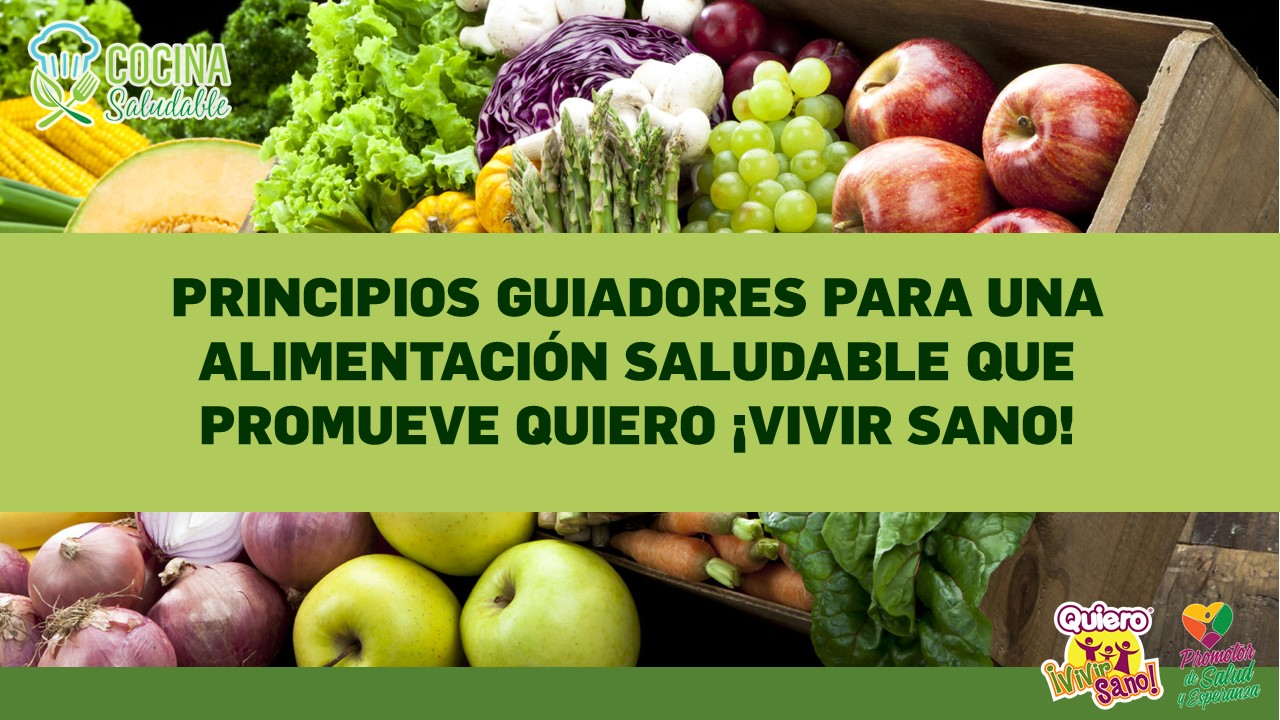 COCINA
Saludable
PRINCIPIOS GUIADORES PARA UNA
ALIMENTACIÓN SALUDABLE QUE
PROMUEVE QUIERO ¡VIVIR SANO!
Quiero®
¡Vivir
Sano!
Promotor
de Salud
y Esperanza